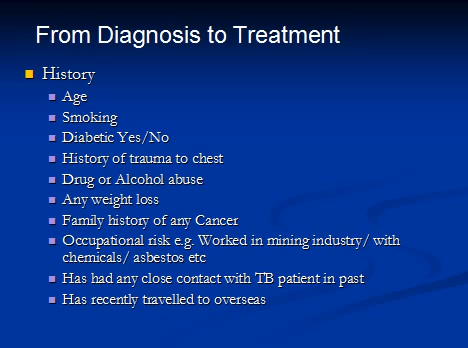 From Diagnosis to Treatment
History
Age
Smoking
Diabetic Yes/No
History of trauma to chest
Drug or Alcohol abuse
Any weight loss
Family history of any Cancer
Occupational risk e.g. Worked in mining industry/ with
chemicals/ asbestos etc
Has had any close contact with TB patient in past
Has recently travelled to overseas